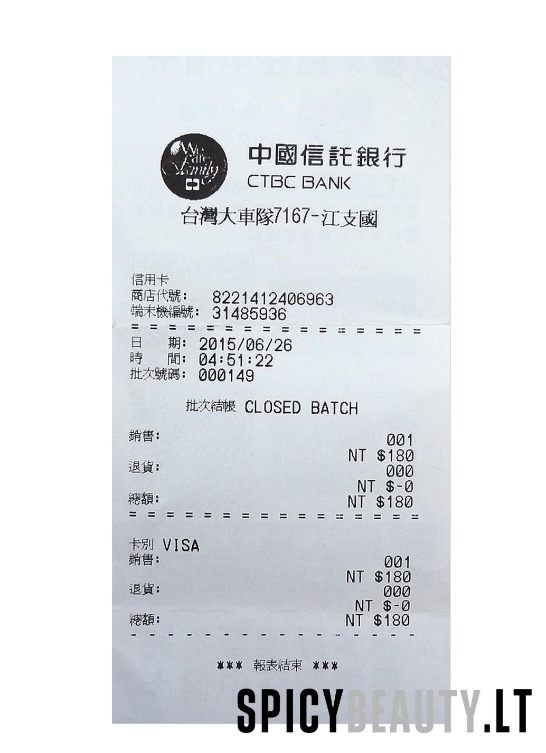 We are family
中國信託銀行
CTBC BANK
台灣大車隊7167-江支國
信用卡
商店代號: 8221412406963
端末機編號: 31485936
日 期: 2015/06/26
時 間: 04:51:22
批次號碼: 000149
批次結帳 CLOSED BATCH
銷售: 001
NT $180
退貨: 000
NT $-0
總額: NT $180
卡別 VISA
銷售: 001
NT $180
退貨: 000
NT $-0
總額: NT $180
*** 報表結束 ***
SPICYBEAUTY.LT